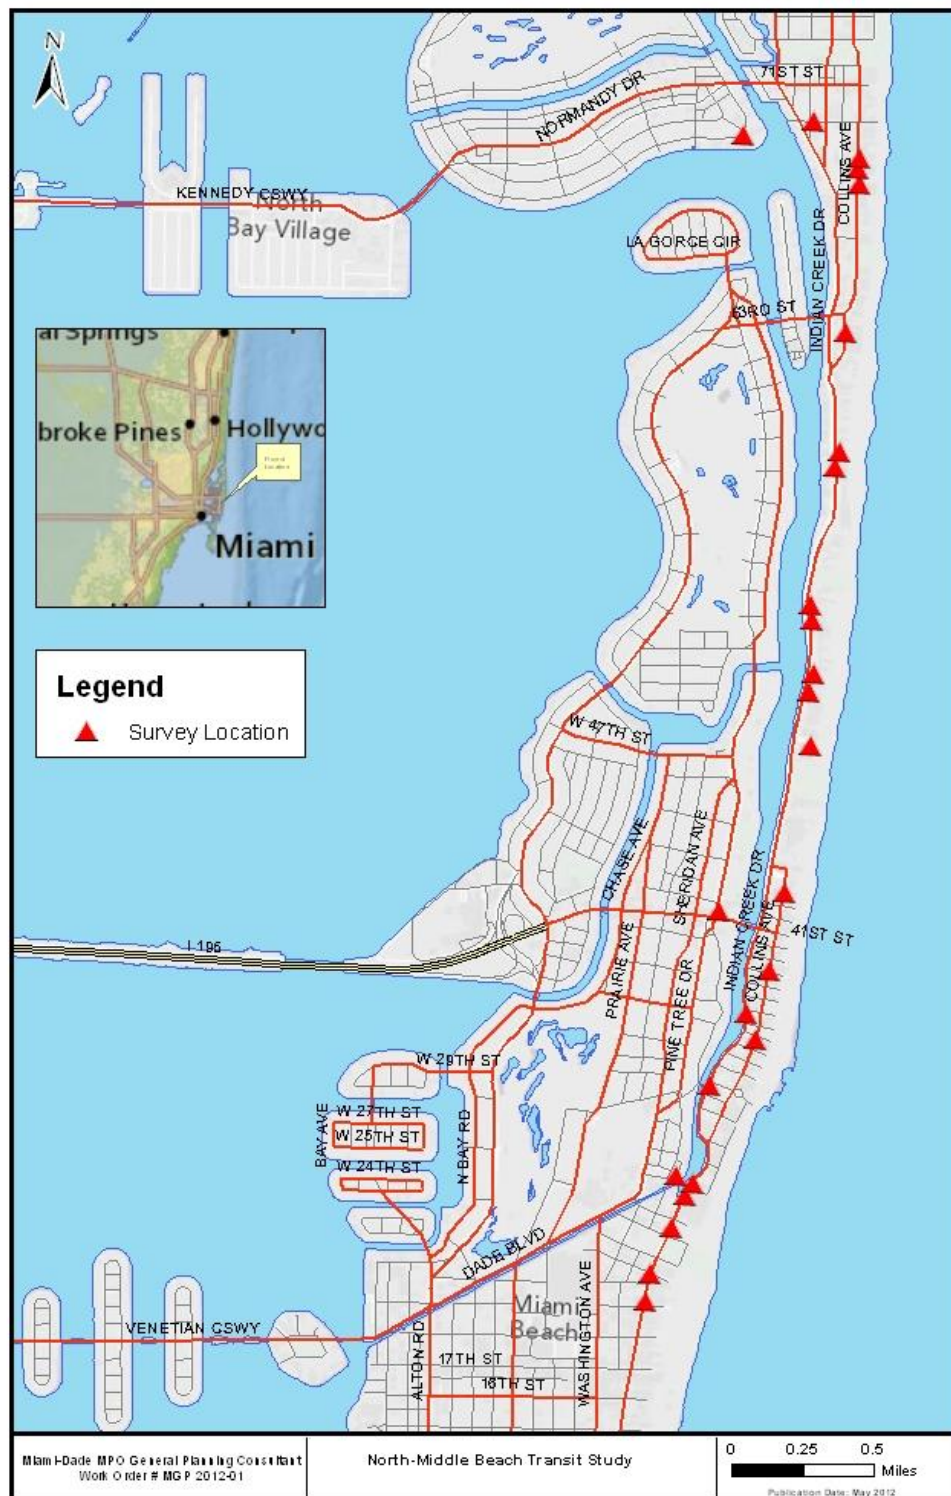 N
71ST ST
NORMANDY DR
COLLINS AVE
KENNEDY CSWY
North
Bay Village
LA GORCE CIR
INDIAN CREEK DR
63RD ST
al Springs
broke Pines
Hollywo
Miami
Legend
Survey Location
W 47TH ST
CHASE AVE
SHERIDAN AVE
INDIAN CREEK DR
COLLINS AVE
41ST ST
I 195
PRAIRIE AVE
PINE TREE DR
W 29TH ST
BAY AVE
W 27TH ST
W 25TH ST
N BAY RD
W 24TH ST
DADE BLVD
WASHINGTON AVE
Miami
Beach
VENETIAN CSWY
ALTON RD
17TH ST
16TH ST
Miami-Dade MPO General Planning Consultant
Work Order # MGP 2012-01
North-Middle Beach Transit Study
0 0.25 0.5
Miles
Publication Date: May 2012